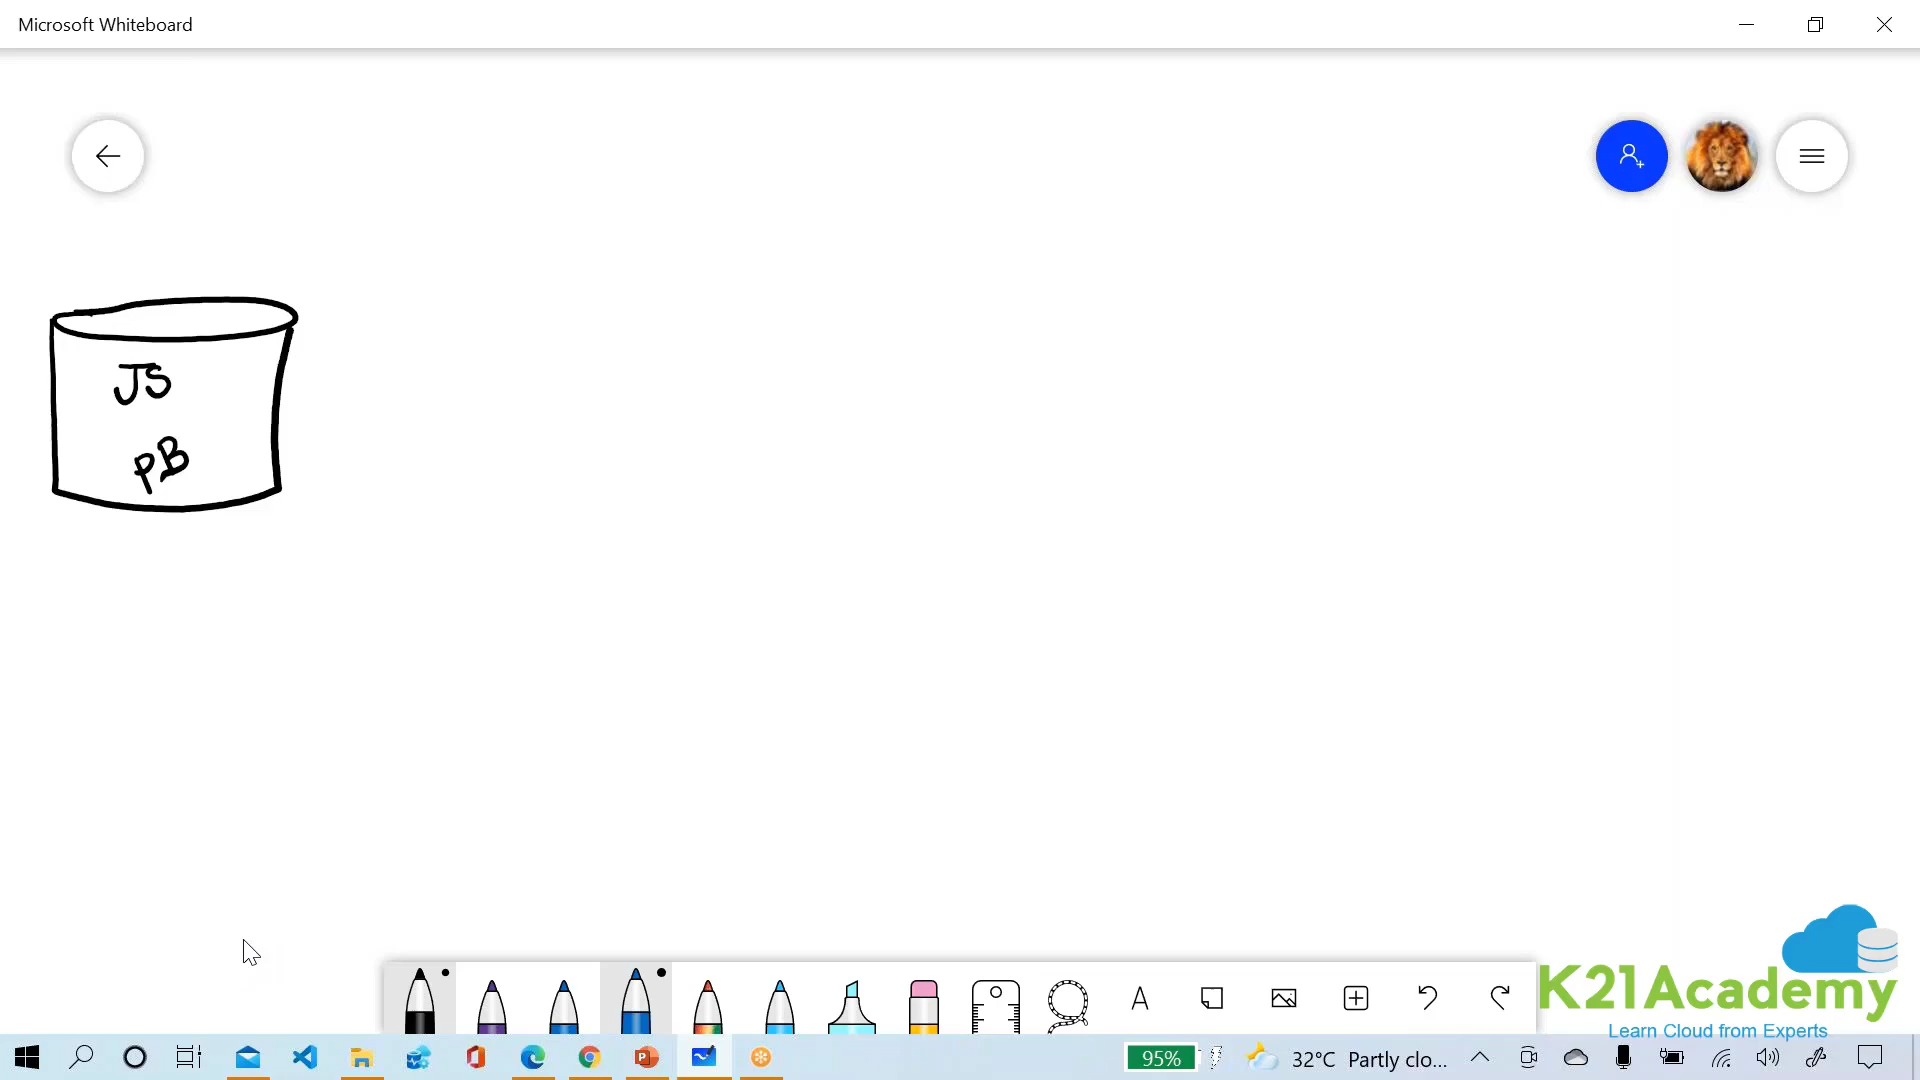 Microsoft Whiteboard
JS
PB
A
95%
32°C Partly clo...
K21Academy
Learn Cloud from Experts